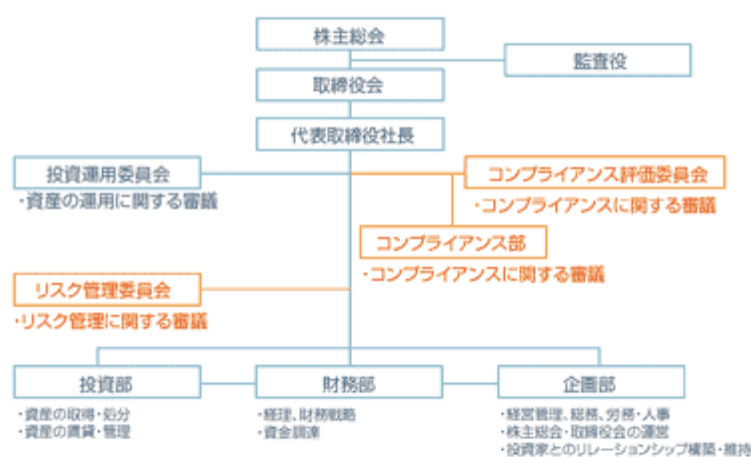 株主総会
監査役
取締役会
代表取締役社長
投資運用委員会
・資産の運用に関する審議
コンプライアンス評価委員会
・コンプライアンスに関する審議
コンプライアンス部
・コンプライアンスに関する審議
リスク管理委員会
・リスク管理に関する審議
投資部
・資産の取得・処分
・資産の賃貸・管理
財務部
・経理、財務戦略
・資金調達
企画部
・経営管理、総務、労務・人事
・株主総会・取締役会の運営
・投資家とのリレーションシップ構築・維持